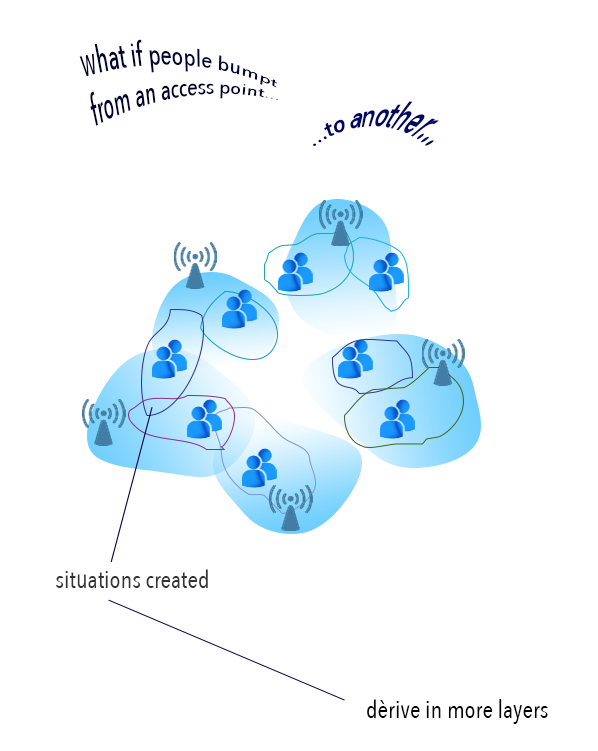 What if people bumpt
from an access point...
...to another...
situations created
dèrive in more layers